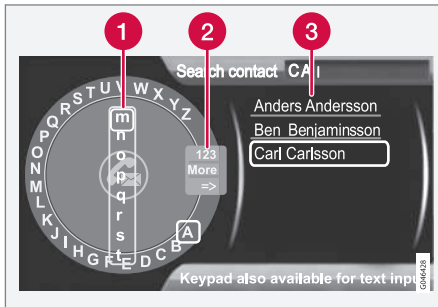 1
2
3
Search contact CA
A B C D E F G H I J K L M N O P Q R S T U V W X Y Z
m
n
o
p
q
r
s
t
123
More
=>
Anders Andersson
Ben Benjaminsson
Carl Carlsson
Keypad also available for text inpu
G046428